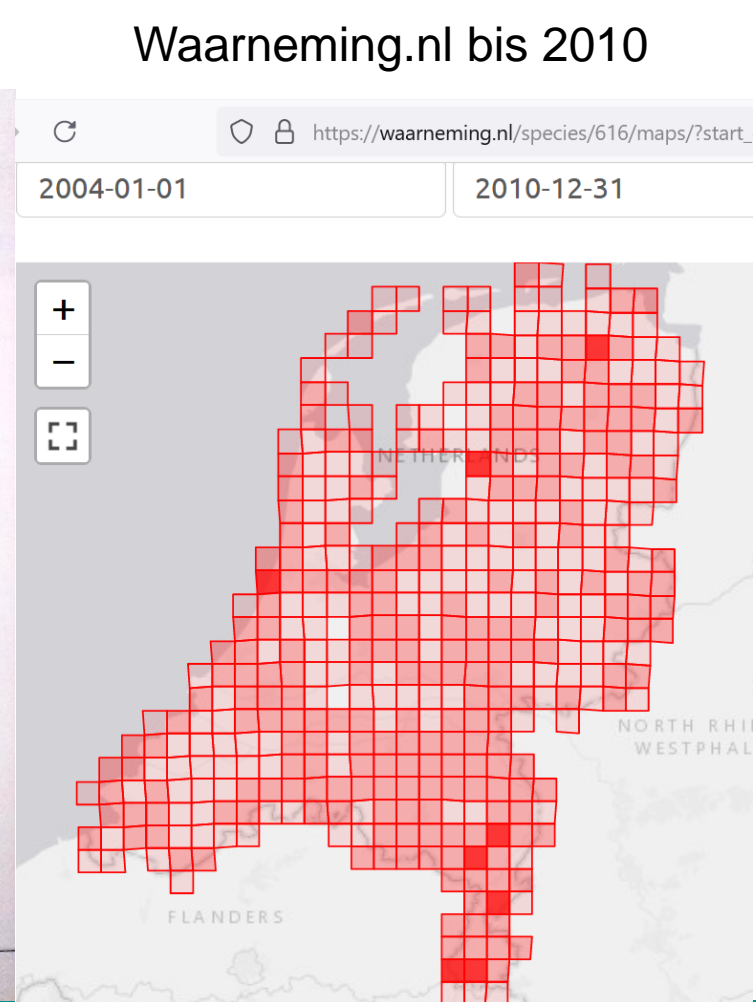 Waarneming.nl bis 2010
https://waarneming.nl/species/616/maps/?start_
2004-01-01
2010-12-31
+
−
NETHERLANDS
NORTH RHI
WESTPHAL
FLANDERS